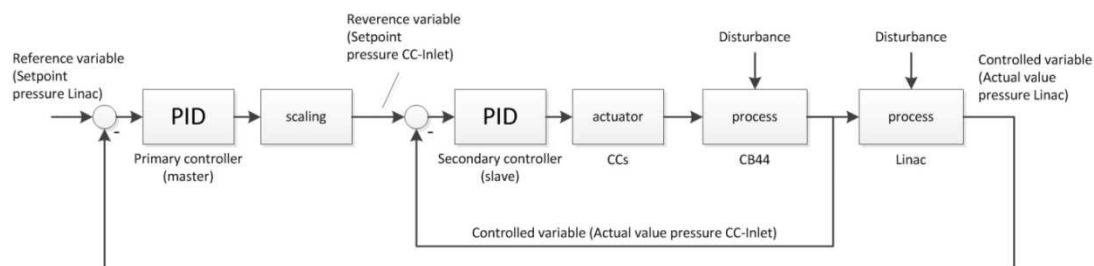 Reference variable
(Setpoint
pressure Linac)
-
PID
Primary controller
(master)
scaling
Reverence variable
(Setpoint
pressure CC-Inlet)
-
PID
Secondary controller
(slave)
actuator
CCs
Disturbance
process
CB44
Disturbance
process
Linac
Controlled variable
(Actual value
pressure Linac)
Controlled variable (Actual value pressure CC-Inlet)